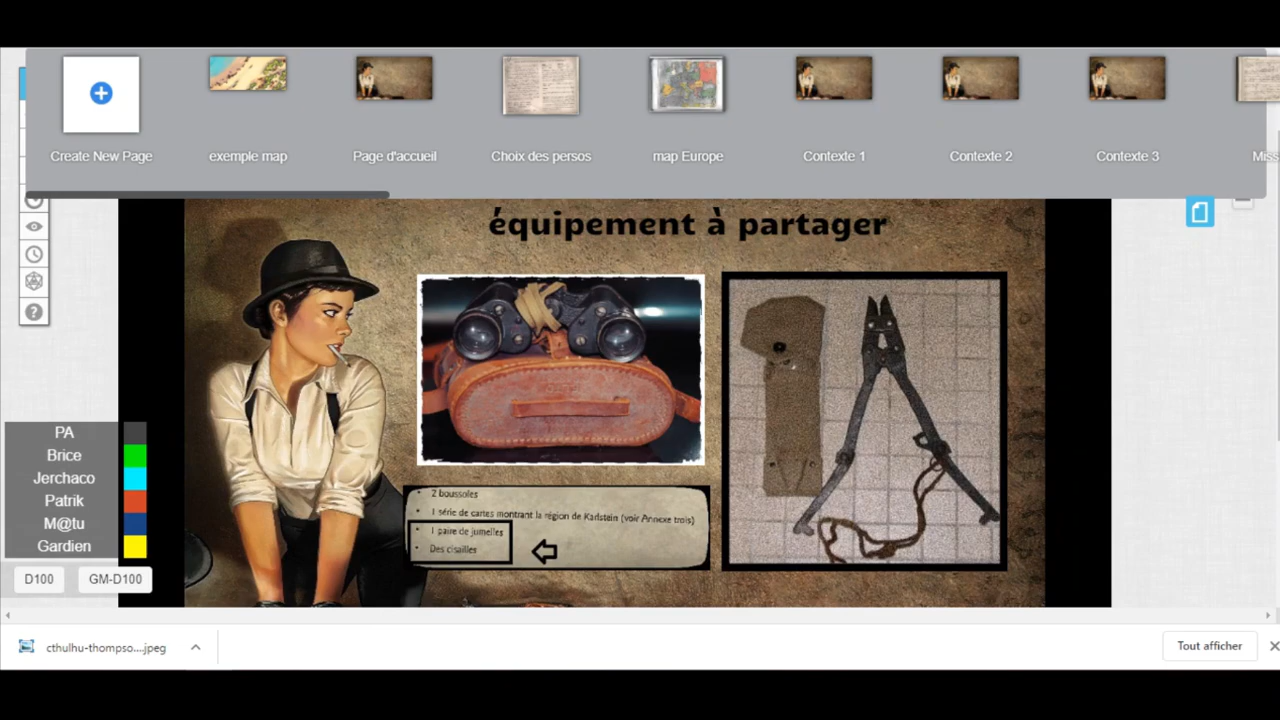 Create New Page
exemple map
Page d'accueil
Choix des persos
map Europe
Contexte 1
Contexte 2
Contexte 3
Miss
équipement à partager
• 2 boussoles
• 1 série de cartes montrant la région de Karlstein (voir Annexe trois)
• 1 paire de jumelles
• Des cisailles
PA
Brice
Jerchaco
Patrik
M@tu
Gardien
D100
GM-D100
cthulhu-thompso....jpeg
Tout afficher